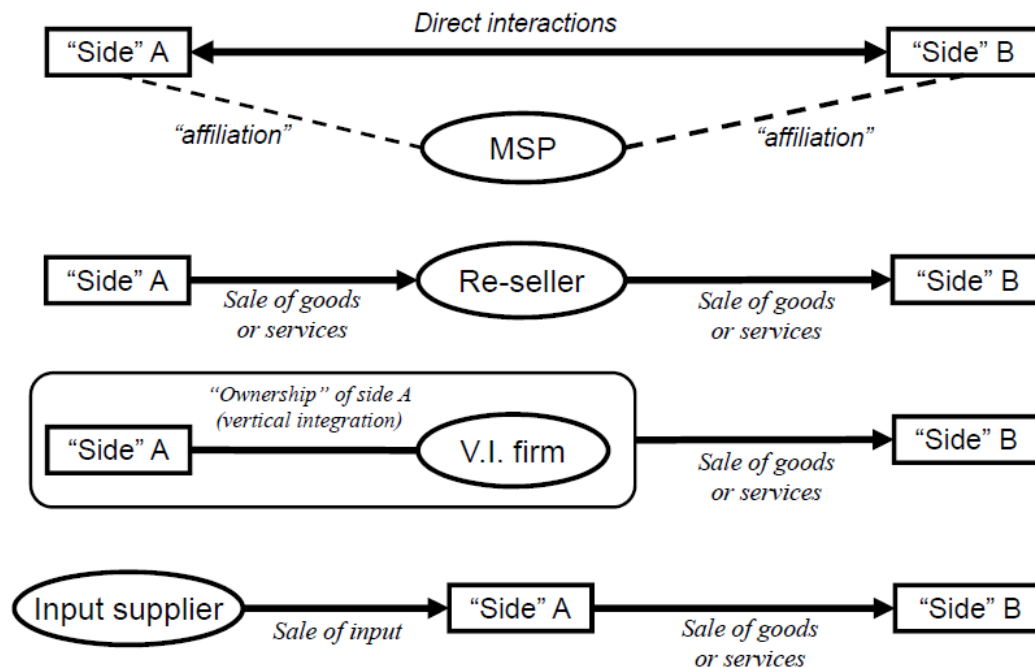 Direct interactions
“Side” A
“Side” B
“affiliation”
MSP
“affiliation”
“Side” A
Re-seller
“Side” B
Sale of goods
or services
Sale of goods
or services
“Ownership” of side A
(vertical integration)
“Side” A
V.I. firm
“Side” B
Sale of goods
or services
Input supplier
“Side” A
“Side” B
Sale of input
Sale of goods
or services